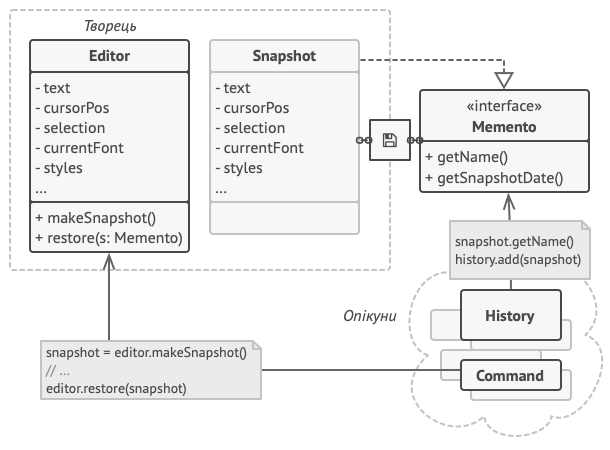 Творець
Editor
- text
- cursorPos
- selection
- currentFont
- styles
...
+ makeSnapshot()
+ restore(s: Memento)
Snapshot
- text
- cursorPos
- selection
- currentFont
- styles
...
«interface»
Memento
+ getName()
+ getSnapshotDate()
snapshot.getName()
history.add(snapshot)
Опікуни
History
Command
snapshot = editor.makeSnapshot()
// ...
editor.restore(snapshot)